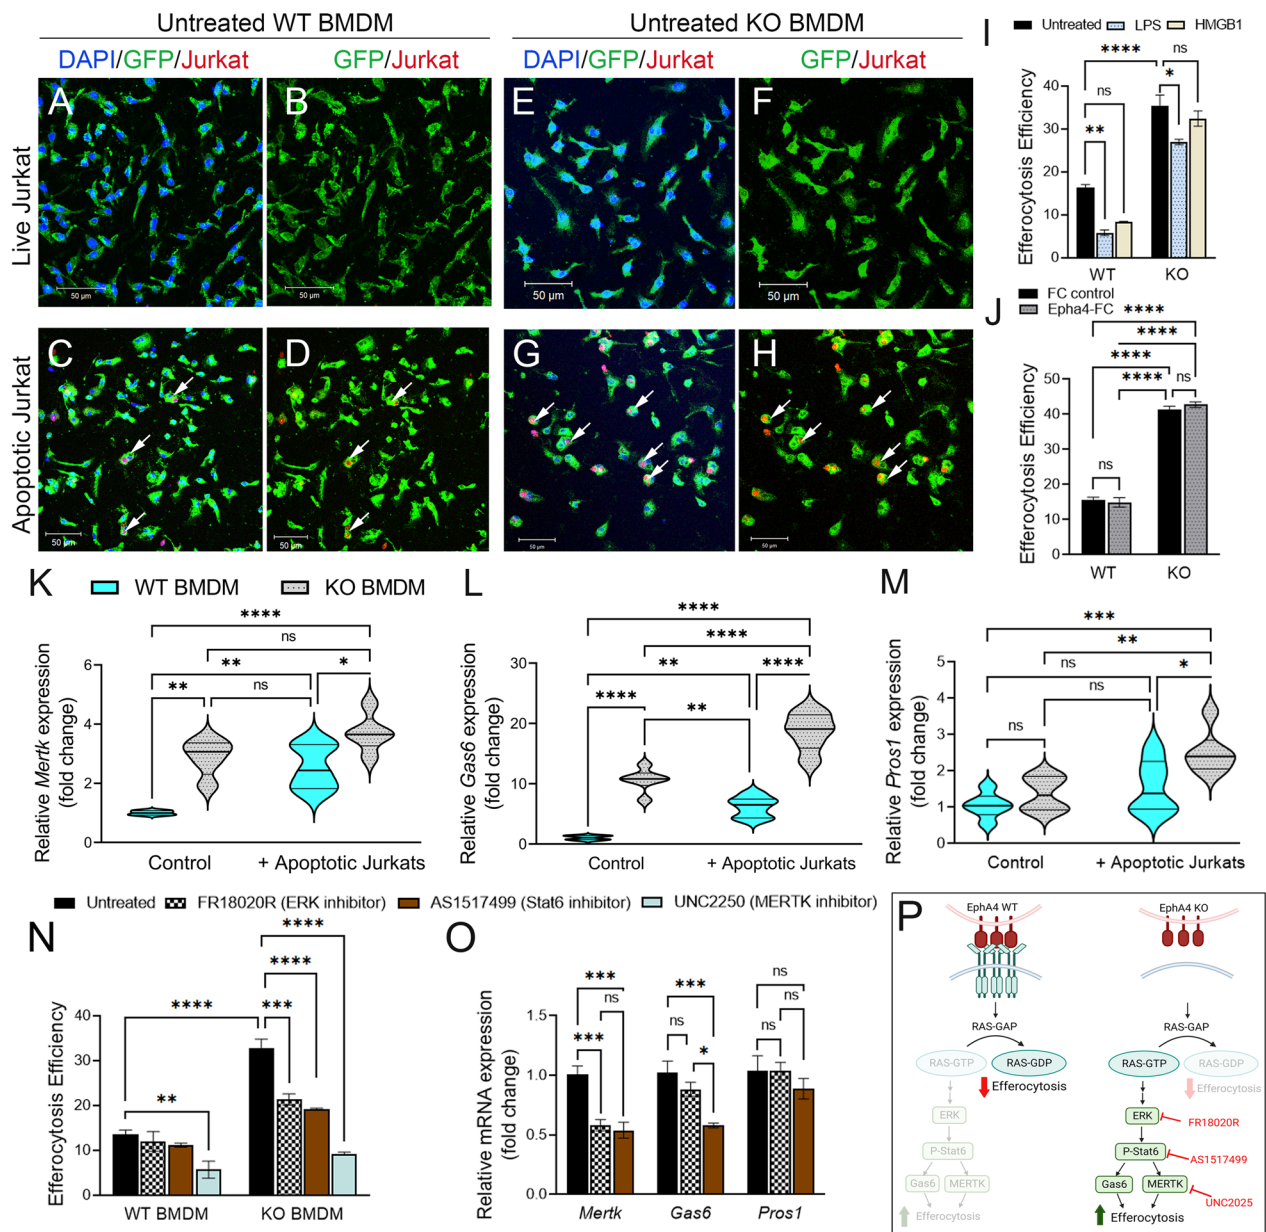 Untreated WT BMDM
Untreated KO BMDM
DAPI/GFP/Jurkat
GFP/Jurkat
DAPI/GFP/Jurkat
GFP/Jurkat
Live Jurkat
A
50 µm
B
50 µm
E
50 µm
F
50 µm
Apoptotic Jurkat
C
50 µm
D
50 µm
G
50 µm
H
50 µm
I
Untreated LPS HMGB1
**** ns
*
ns
**
Efferocytosis Efficiency
40
30
20
10
0
WT KO
J
FC control
Epha4-FC
****
****
****
**** ns
ns
Efferocytosis Efficiency
50
40
30
20
10
0
WT KO
K
WT BMDM KO BMDM
****
ns
** *
** ns
Relative Mertk expression
(fold change)
6
4
2
0
Control + Apoptotic Jurkats
L
****
****
** ****
**** **
Relative Gas6 expression
(fold change)
30
20
10
0
Control + Apoptotic Jurkats
M
***
**
ns *
ns
ns
Relative Pros1 expression
(fold change)
5
4
3
2
1
0
Control + Apoptotic Jurkats
Untreated FR18020R (ERK inhibitor) AS1517499 (Stat6 inhibitor) UNC2250 (MERTK inhibitor)
N
****
****
**** ***
**
Efferocytosis Efficiency
40
30
20
10
0
WT BMDM KO BMDM
O
*** *** ns
ns ns
*** ns * ns
Relative mRNA expression
(fold change)
1.5
1.0
0.5
0.0
Mertk Gas6 Pros1
P
EphA4 WT
RAS-GAP
RAS-GTP RAS-GDP
Efferocytosis
ERK
P-Stat6
Gas6 MERTK
Efferocytosis
EphA4 KO
RAS-GAP
RAS-GTP RAS-GDP
Efferocytosis
ERK
FR18020R
P-Stat6
AS1517499
Gas6 MERTK
UNC2025
Efferocytosis